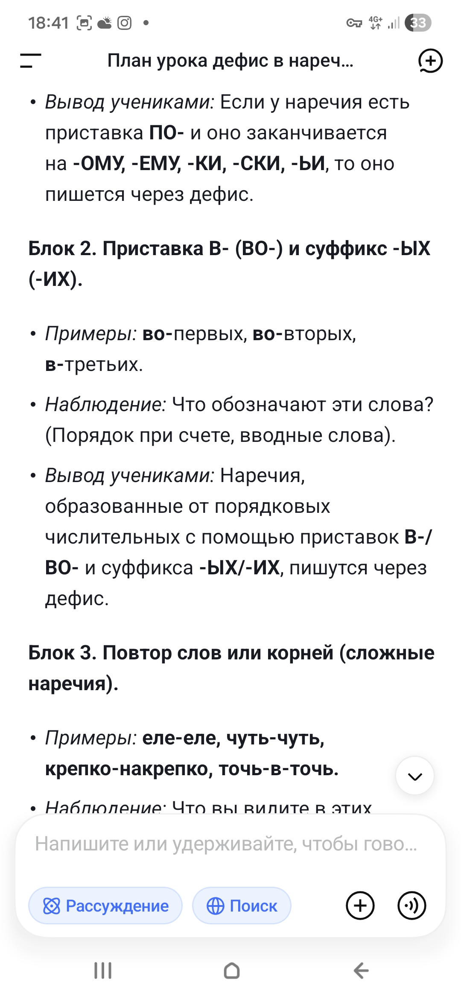 18:41
4G+
33
План урока дефис в нареч...
• Вывод учениками: Если у наречия есть
приставка ПО- и оно заканчивается
на -ОМУ, -ЕМУ, -КИ, -СКИ, -ЬИ, то оно
пишется через дефис.
Блок 2. Приставка В- (ВО-) и суффикс -ЫХ
(-ИХ).
• Примеры: во-первых, во-вторых,
в-третьих.
• Наблюдение: Что обозначают эти слова?
(Порядок при счете, вводные слова).
• Вывод учениками: Наречия,
образованные от порядковых
числительных с помощью приставок В-/
ВО- и суффикса -ЫХ/-ИХ, пишутся через
дефис.
Блок 3. Повтор слов или корней (сложные
наречия).
• Примеры: еле-еле, чуть-чуть,
крепко-накрепко, точь-в-точь.
• Наблюдение: Что вы видите в этих
Напишите или удерживайте, чтобы гово...
Рассуждение
Поиск